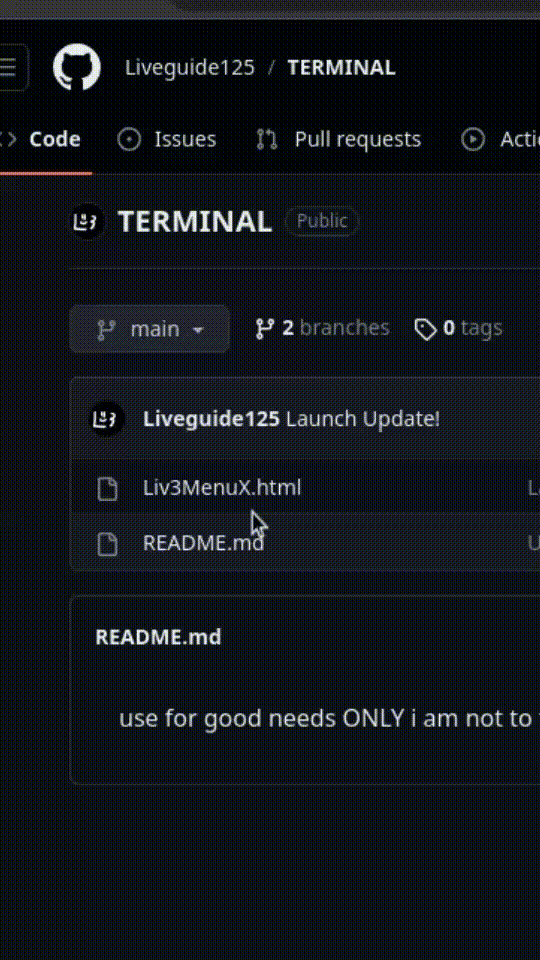 Liveguide125 / TERMINAL
Code Issues Pull requests
TERMINAL Public
main 2 branches 0 tags
Liveguide125 Launch Update!
Liv3MenuX.html
README.md
README.md
use for good needs ONLY i am not to